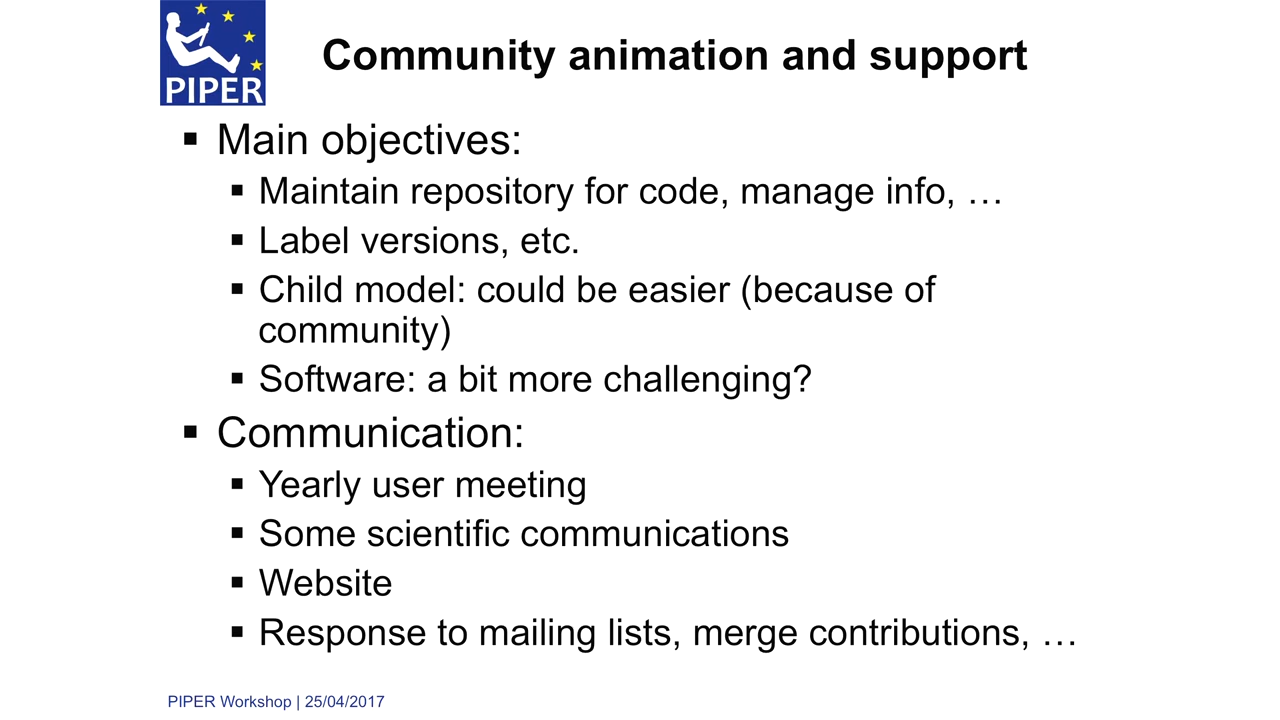 PIPER
Community animation and support
▪ Main objectives:
▪ Maintain repository for code, manage info, …
▪ Label versions, etc.
▪ Child model: could be easier (because of
community)
▪ Software: a bit more challenging?
▪ Communication:
▪ Yearly user meeting
▪ Some scientific communications
▪ Website
▪ Response to mailing lists, merge contributions, …
PIPER Workshop | 25/04/2017